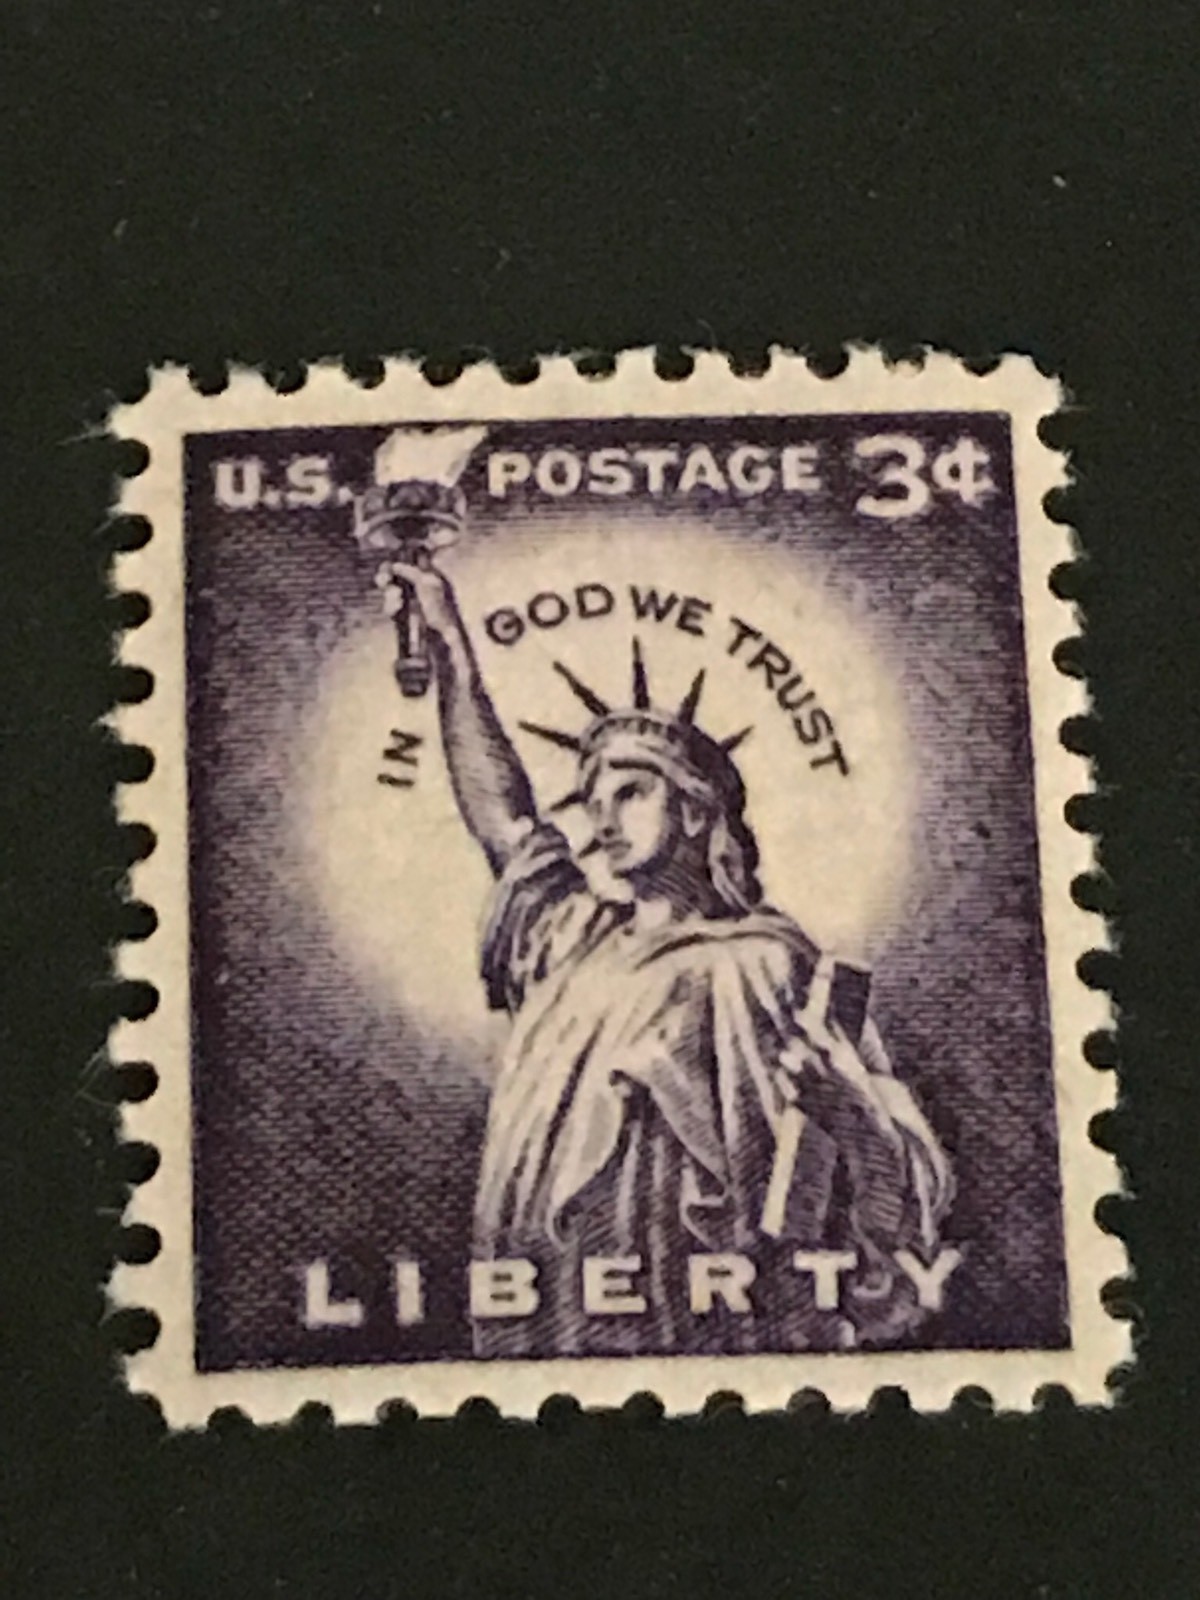 U.S. POSTAGE 3¢
IN GOD WE TRUST
LIBERTY